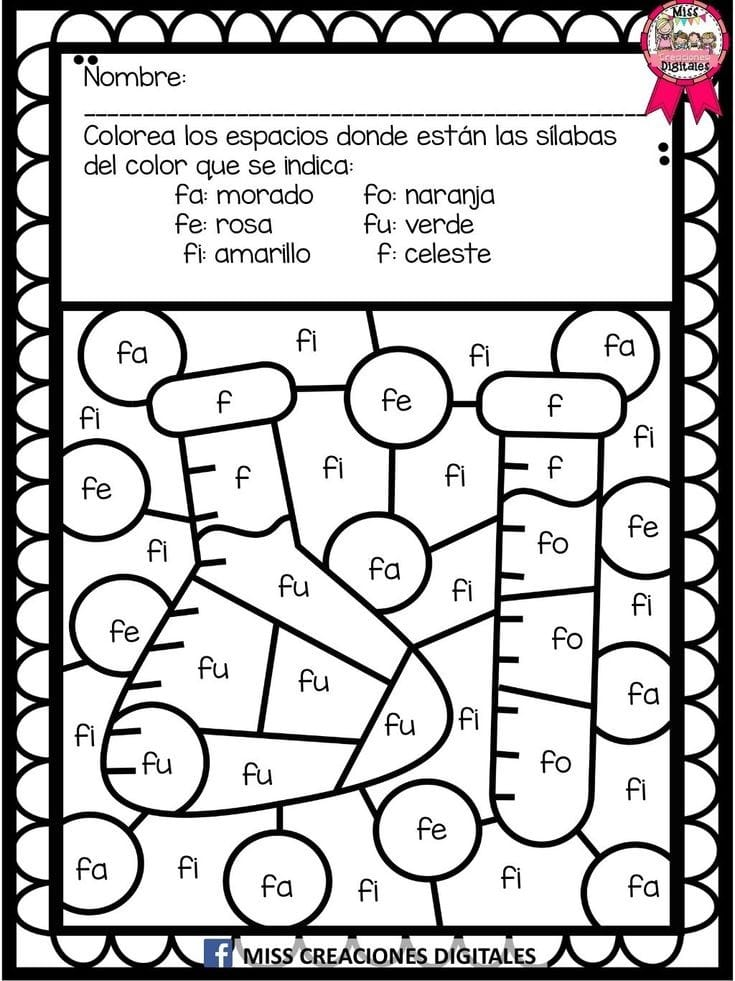 Miss
Creaciones
Digitales
Nombre:
Colorea los espacios donde están las sílabas
del color que se indica:
fa: morado fo: naranja
fe: rosa fu: verde
fi: amarillo f: celeste
fa fi fi fa
fi f fe f fi
fe f fi fi f
fi fa fo fe
fu fi fi
fe fu fu fo
fi fu fi fa
fu fu fo fi
fe
fa fi fa fi fi fa
f MISS CREACIONES DIGITALES